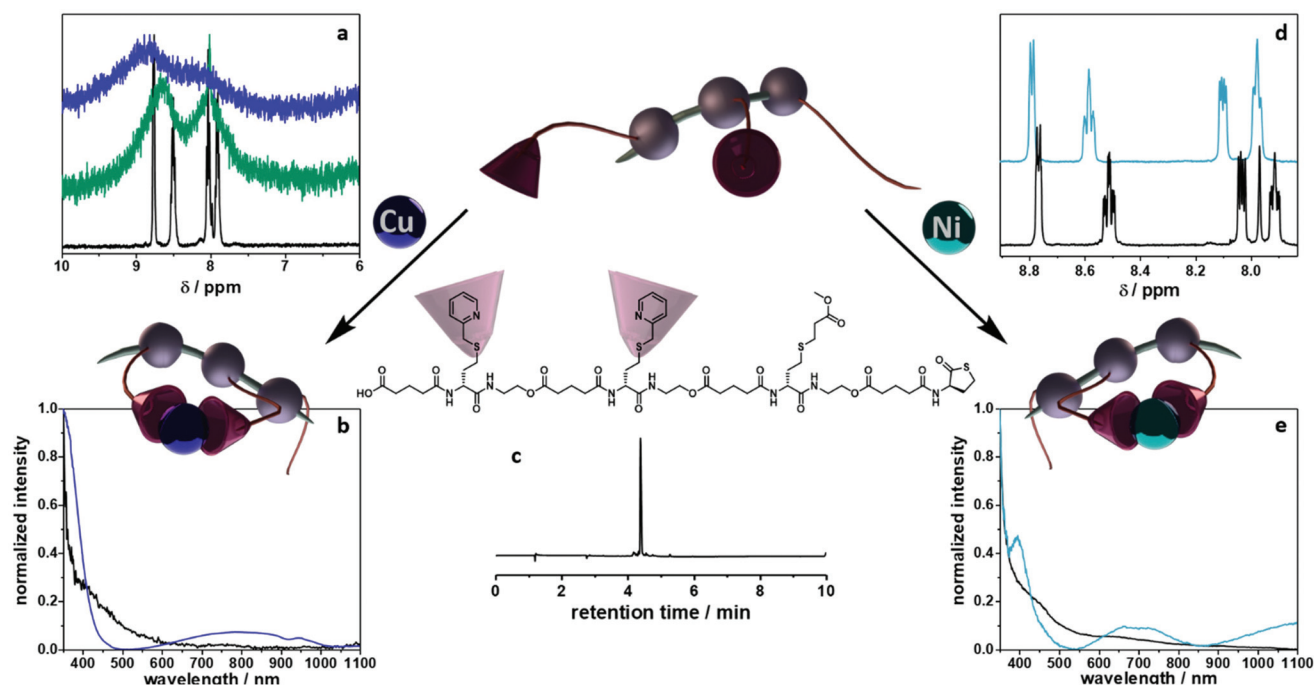 a
10 9 8 7 6
δ / ppm
d
8.8 8.6 8.4 8.2 8.0
δ / ppm
Cu
Ni
N
N
O
O
S
S
S
O
O
O
O
O
O
O
O
O
S
HO
N
H
O
H
N
O
N
H
O
H
N
O
N
H
O
H
N
O
N
H
b
1.0
0.8
0.6
0.4
0.2
0.0
normalized intensity
400 500 600 700 800 900 1000 1100
wavelength / nm
c
0 2 4 6 8 10
retention time / min
e
1.0
0.8
0.6
0.4
0.2
0.0
normalized intensity
400 500 600 700 800 900 1000 1100
wavelength / nm